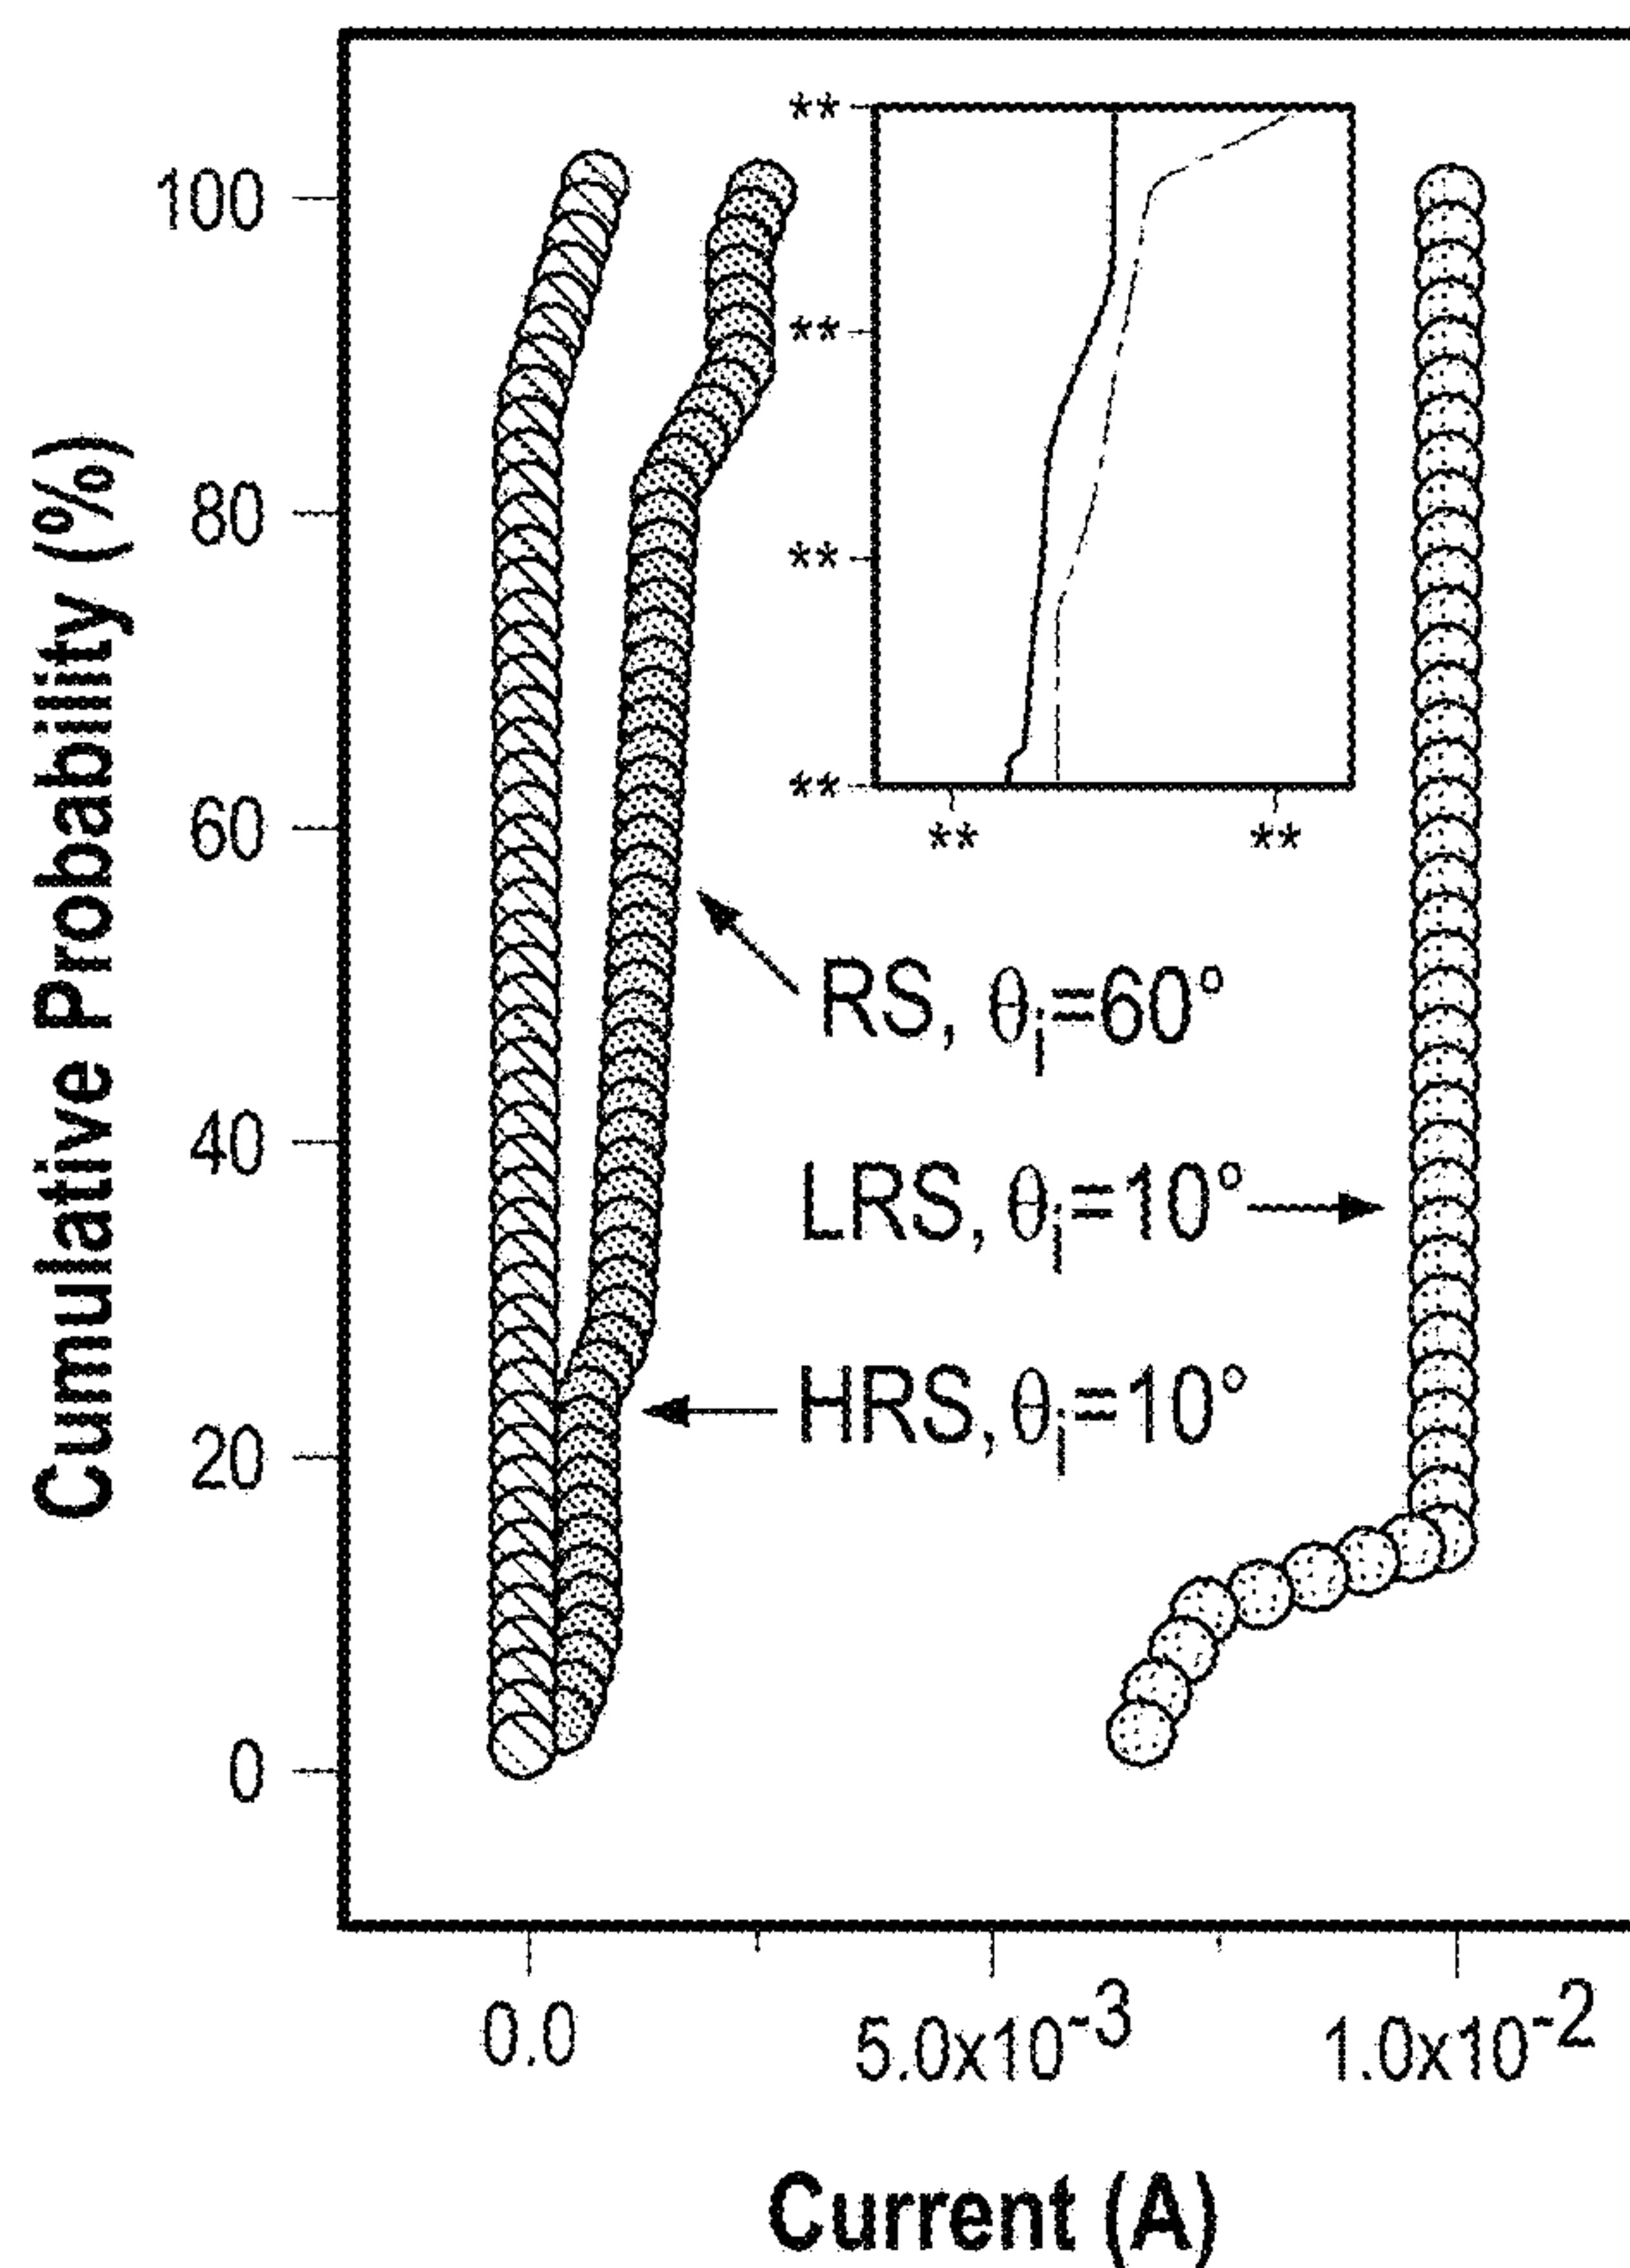 Cumulative Probability (%)
100
80
60
40
20
0
**
**
**
**
**
**
RS, θi=60°
LRS, θi=10°
HRS, θi=10°
0.0
5.0x10-3
1.0x10-2
Current (A)